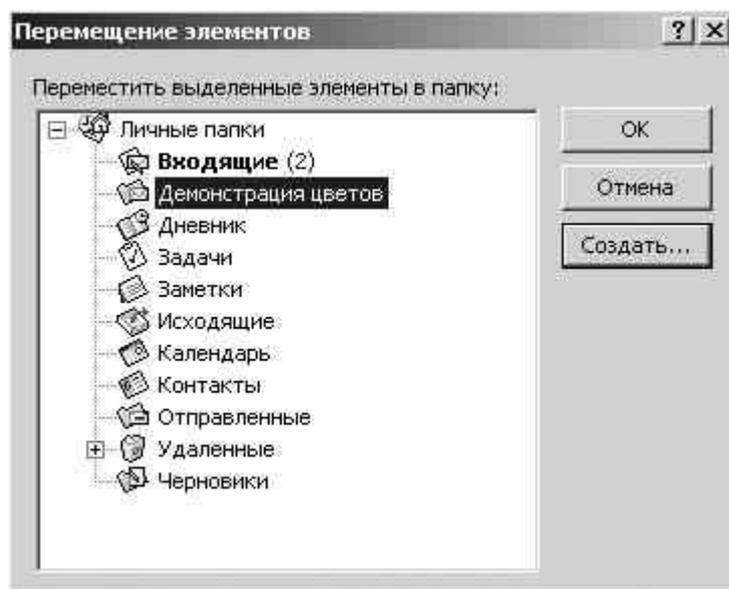 Перемещение элементов
Переместить выделенные элементы в папку:
Личные папки
Входящие (2)
Демонстрация цветов
Дневник
Задачи
Заметки
Исходящие
Календарь
Контакты
Отправленные
Удаленные
Черновики
OK
Отмена
Создать...